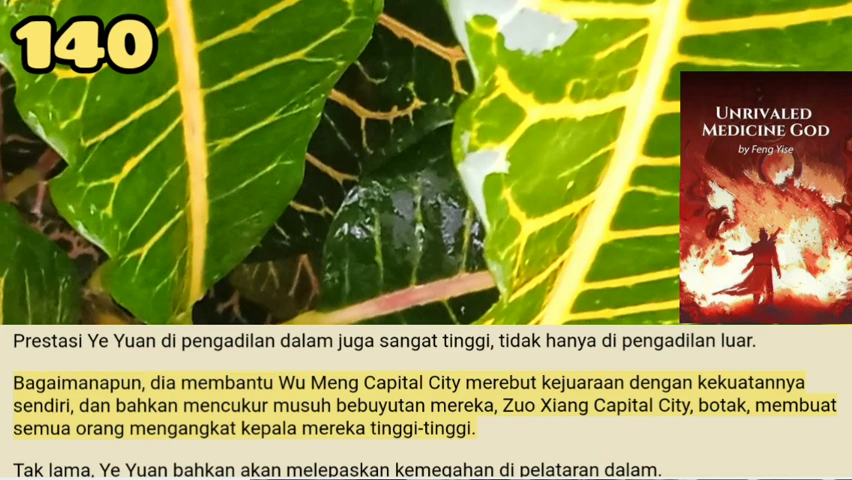 140
UNRIVALED
MEDICINE GOD
by Feng Yise
Prestasi Ye Yuan di pengadilan dalam juga sangat tinggi, tidak hanya di pengadilan luar.
Bagaimanapun, dia membantu Wu Meng Capital City merebut kejuaraan dengan kekuatannya
sendiri, dan bahkan mencukur musuh bebuyutan mereka, Zuo Xiang Capital City, botak, membuat
semua orang mengangkat kepala mereka tinggi-tinggi.
Tak lama, Ye Yuan bahkan akan melepaskan kemegahan di pelataran dalam.